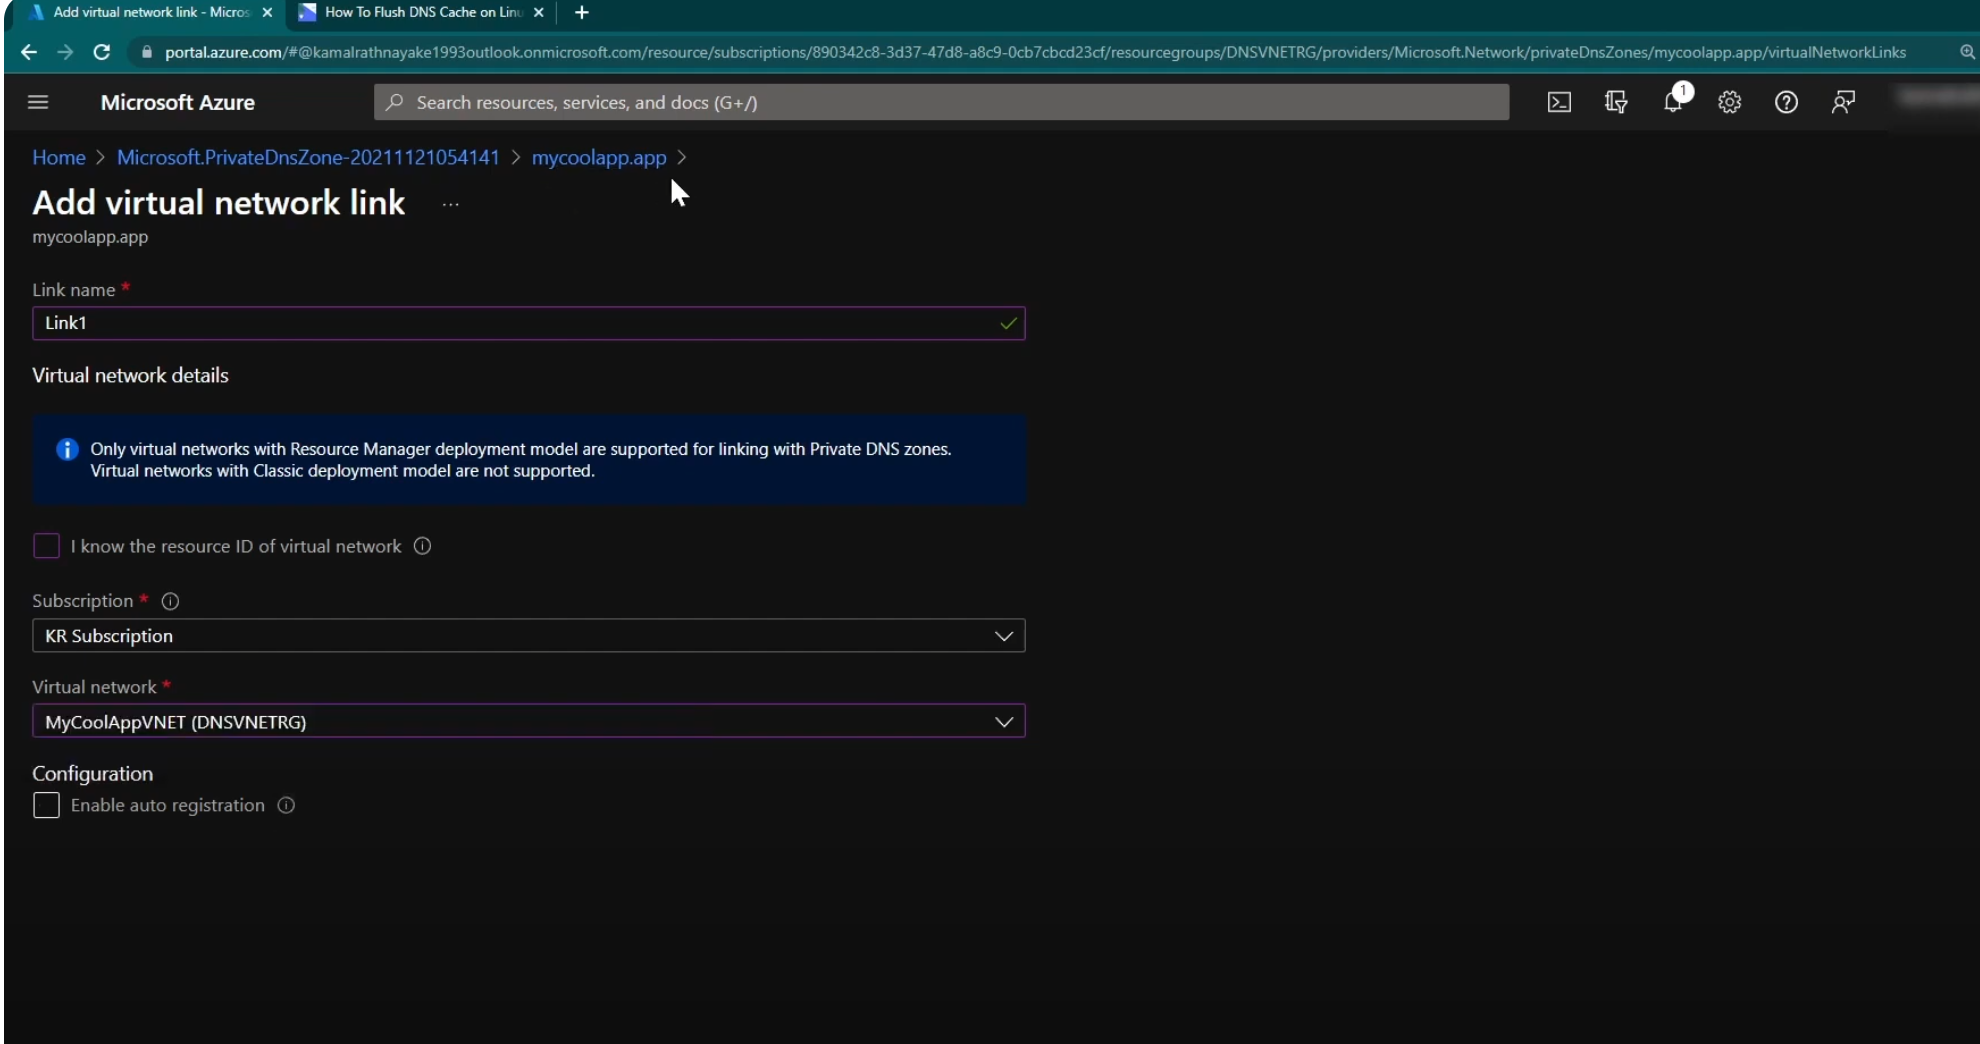 Add virtual network link - Micros
How To Flush DNS Cache on Linu
portal.azure.com/#@kamalrathnayake1993outlook.onmicrosoft.com/resource/subscriptions/890342c8-3d37-47d8-a8c9-0cb7cbcd23cf/resourcegroups/DNSVNETRG/providers/Microsoft.Network/privateDnsZones/mycoolapp.app/virtualNetworkLinks
Microsoft Azure
Search resources, services, and docs (G+/)
1
Home > Microsoft.PrivateDnsZone-20211121054141 > mycoolapp.app >
Add virtual network link ...
mycoolapp.app
Link name *
Link1
Virtual network details
Only virtual networks with Resource Manager deployment model are supported for linking with Private DNS zones.
Virtual networks with Classic deployment model are not supported.
I know the resource ID of virtual network
Subscription *
KR Subscription
Virtual network *
MyCoolAppVNET (DNSVNETRG)
Configuration
Enable auto registration